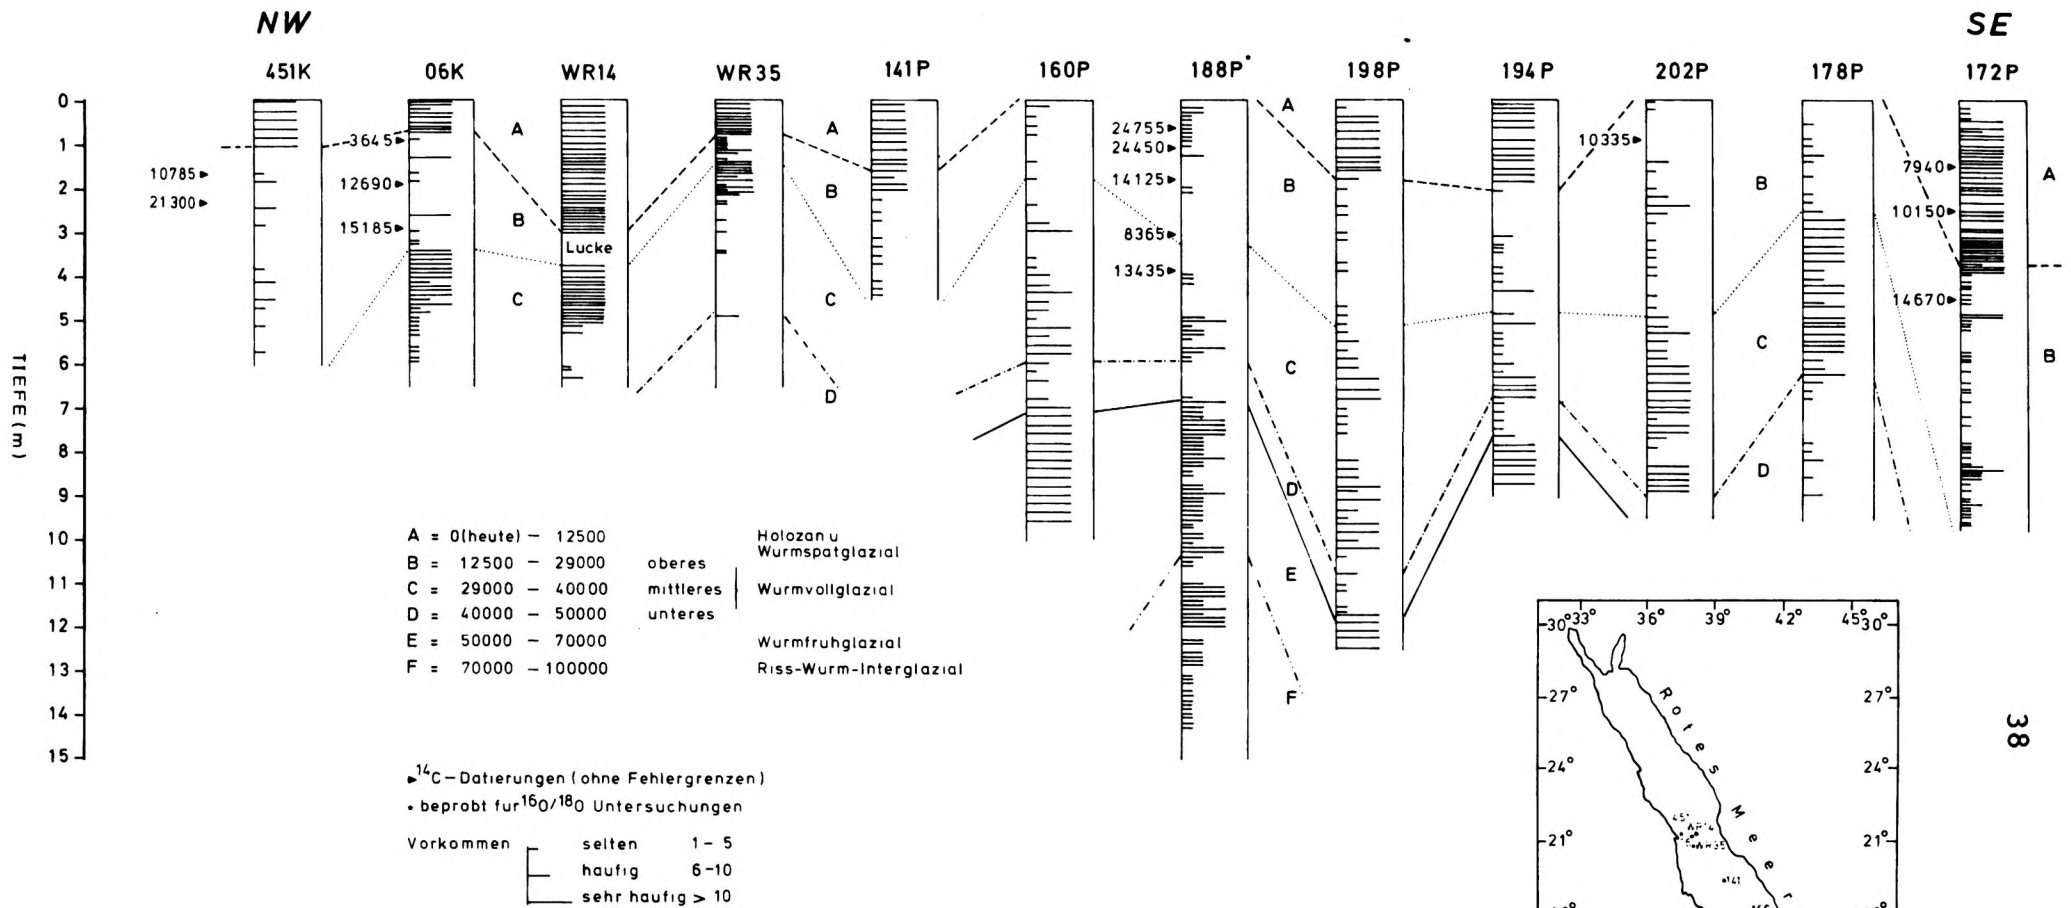 NW SE
451K 06K WR14 WR35 141P 160P 188P* 198P 194P 202P 178P 172P
TIEFE (m)
0
1
2
3
4
5
6
7
8
9
10
11
12
13
14
15
10785
21300
3645
12690
15185
A
B
C
Lucke
A
B
C
D
24755
24450
14125
8365
13435
A
B
C
D
E
F
10335
B
C
D
7940
10150
14670
A
B
A = 0(heute) – 12500 Holozan u
Wurmspatglazial
B = 12500 – 29000 oberes
C = 29000 – 40000 mittleres Wurmvollglazial
D = 40000 – 50000 unteres
E = 50000 – 70000 Wurmfruhglazial
F = 70000 – 100000 Riss-Wurm-Interglazial
14C–Datierungen (ohne Fehlergrenzen)
• beprobt fur 16O/18O Untersuchungen
Vorkommen selten 1 – 5
haufig 6–10
sehr haufig > 10
30° 33 36° 39° 42° 45 30°
27° 27°
24° 24°
21° 21°
Rotes Meer
WR35
141
38